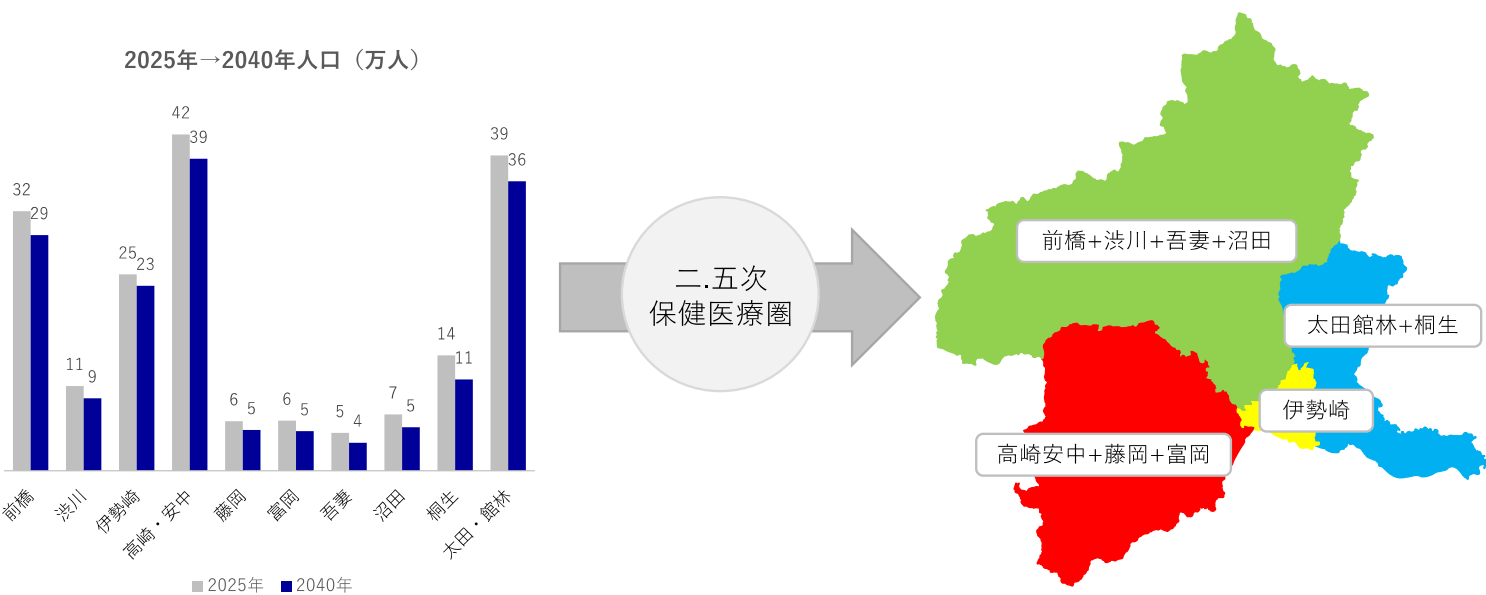 2025年→2040年人口（万人）
42
39
39
36
32
29
25
23
14
11
11
9
6
5
6
5
5
4
7
5
前橋
渋川
伊勢崎
高崎・安中
藤岡
富岡
吾妻
沼田
桐生
太田・館林
2025年
2040年
二.五次
保健医療圏
前橋+渋川+吾妻+沼田
太田館林+桐生
伊勢崎
高崎安中+藤岡+富岡